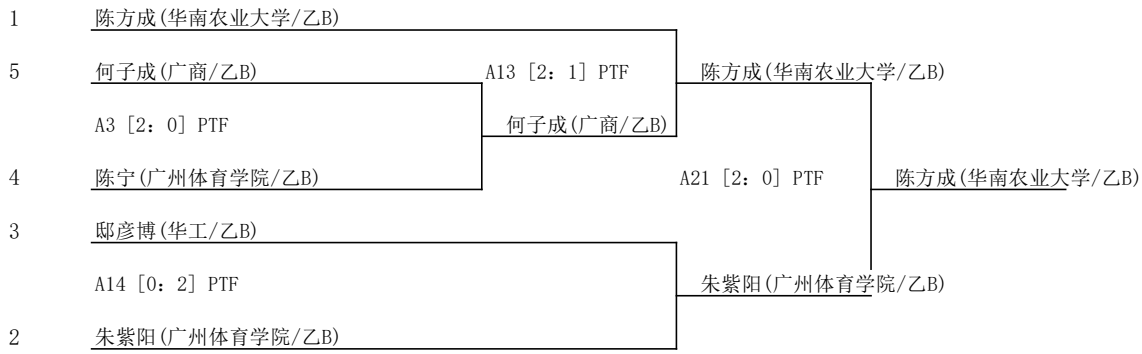 1 陈方成(华南农业大学/乙B)
5 何子成(广商/乙B) A13 [2: 1] PTF 陈方成(华南农业大学/乙B)
A3 [2: 0] PTF 何子成(广商/乙B)
4 陈宁(广州体育学院/乙B) A21 [2: 0] PTF 陈方成(华南农业大学/乙B)
3 邸彦博(华工/乙B)
A14 [0: 2] PTF 朱紫阳(广州体育学院/乙B)
2 朱紫阳(广州体育学院/乙B)